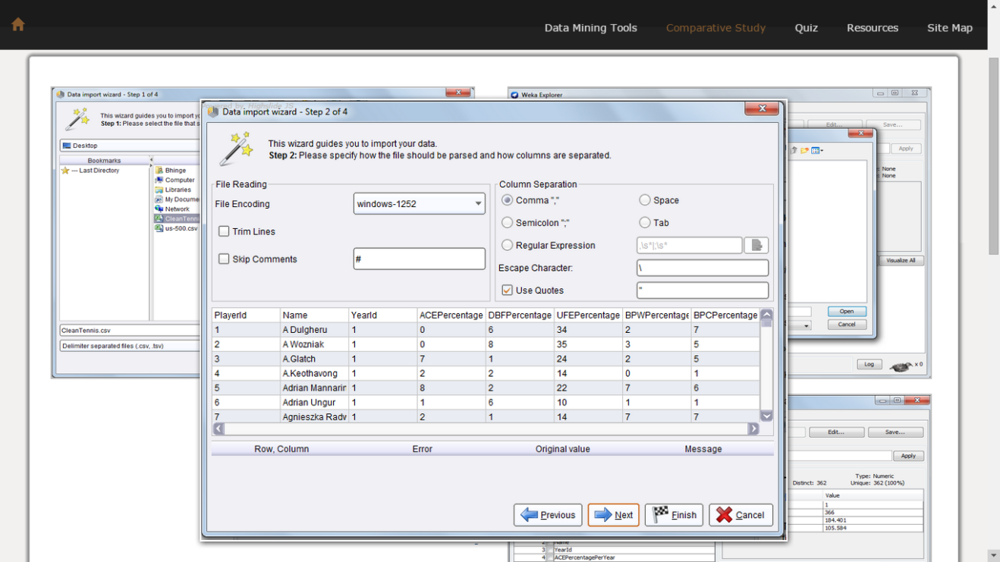 Data Mining Tools Comparative Study Quiz Resources Site Map
Data import wizard - Step 1 of 4
This wizard guides you to import yo
Step 1: Please select the file that s
Desktop
Bookmarks
Last Directory
Bhinge
Computer
Libraries
My Docume
Network
CleanTenni
us-500.csv
CleanTennis.csv
Delimiter separated files (.csv, .tsv)
Weka Explorer
Edit... Save...
Apply
: None
: None
Visualize All
Open
Cancel
Log x 0
Powered by Highslide JS
Data import wizard - Step 2 of 4
This wizard guides you to import your data.
Step 2: Please specify how the file should be parsed and how columns are separated.
File Reading
File Encoding windows-1252
Trim Lines
Skip Comments #
Column Separation
Comma "," Space
Semicolon ";" Tab
Regular Expression ,\s*|;\s*
Escape Character: \
Use Quotes "
PlayerId Name YearId ACEPercentage DBFPercentage UFEPercentage BPWPercentage BPCPercentage
1 A Dulgheru 1 0 6 34 2 7
2 A Wozniak 1 0 8 35 3 5
3 A.Glatch 1 7 1 24 2 5
4 A.Keothavong 1 2 2 14 0 1
5 Adrian Mannarin 1 8 2 22 7 6
6 Adrian Ungur 1 1 6 10 1 1
7 Agnieszka Radw 1 2 1 14 7 7
Row, Column Error Original value Message
Previous Next Finish Cancel
Edit... Save...
Apply
Type: Numeric
Distinct: 362 Unique: 362 (100%)
Value
1
366
184.401
105.584
2 Name
3 YearId
4 ACEPercentagePerYear